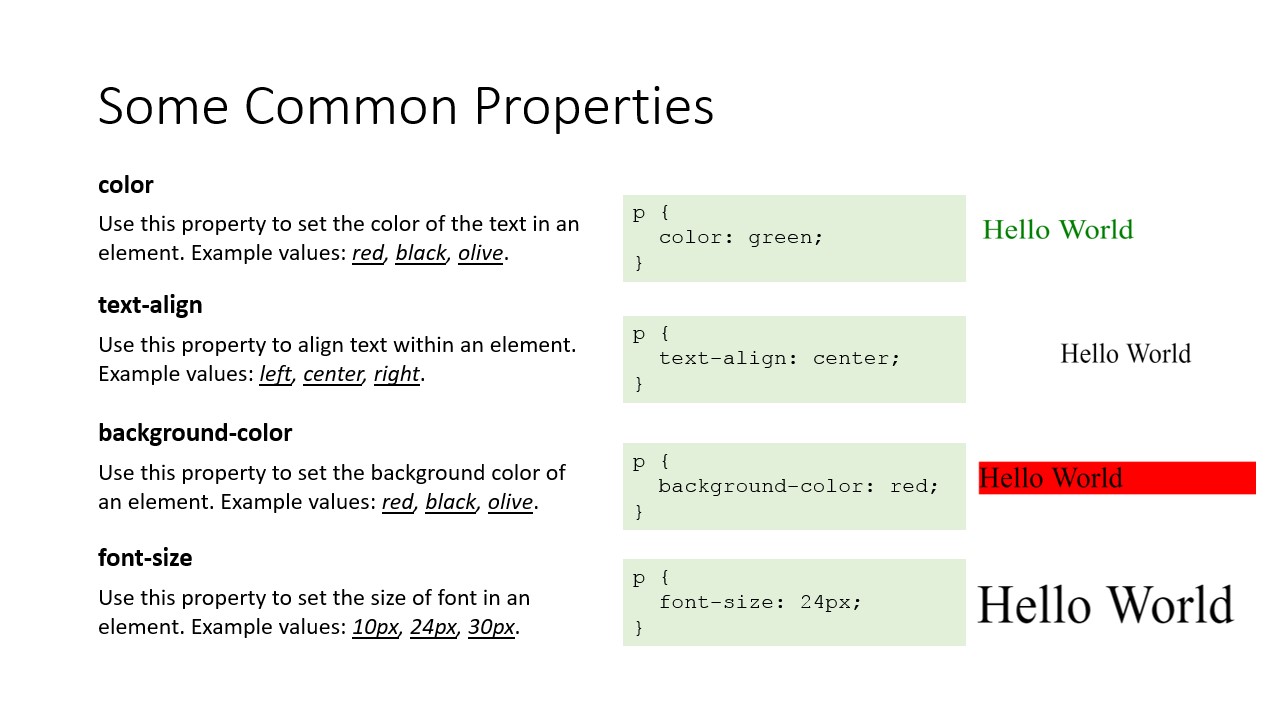 Some Common Properties
color
Use this property to set the color of the text in an
element. Example values: red, black, olive.
p {
  color: green;
}
Hello World
text-align
Use this property to align text within an element.
Example values: left, center, right.
p {
  text-align: center;
}
Hello World
background-color
Use this property to set the background color of
an element. Example values: red, black, olive.
p {
  background-color: red;
}
Hello World
font-size
Use this property to set the size of font in an
element. Example values: 10px, 24px, 30px.
p {
  font-size: 24px;
}
Hello World